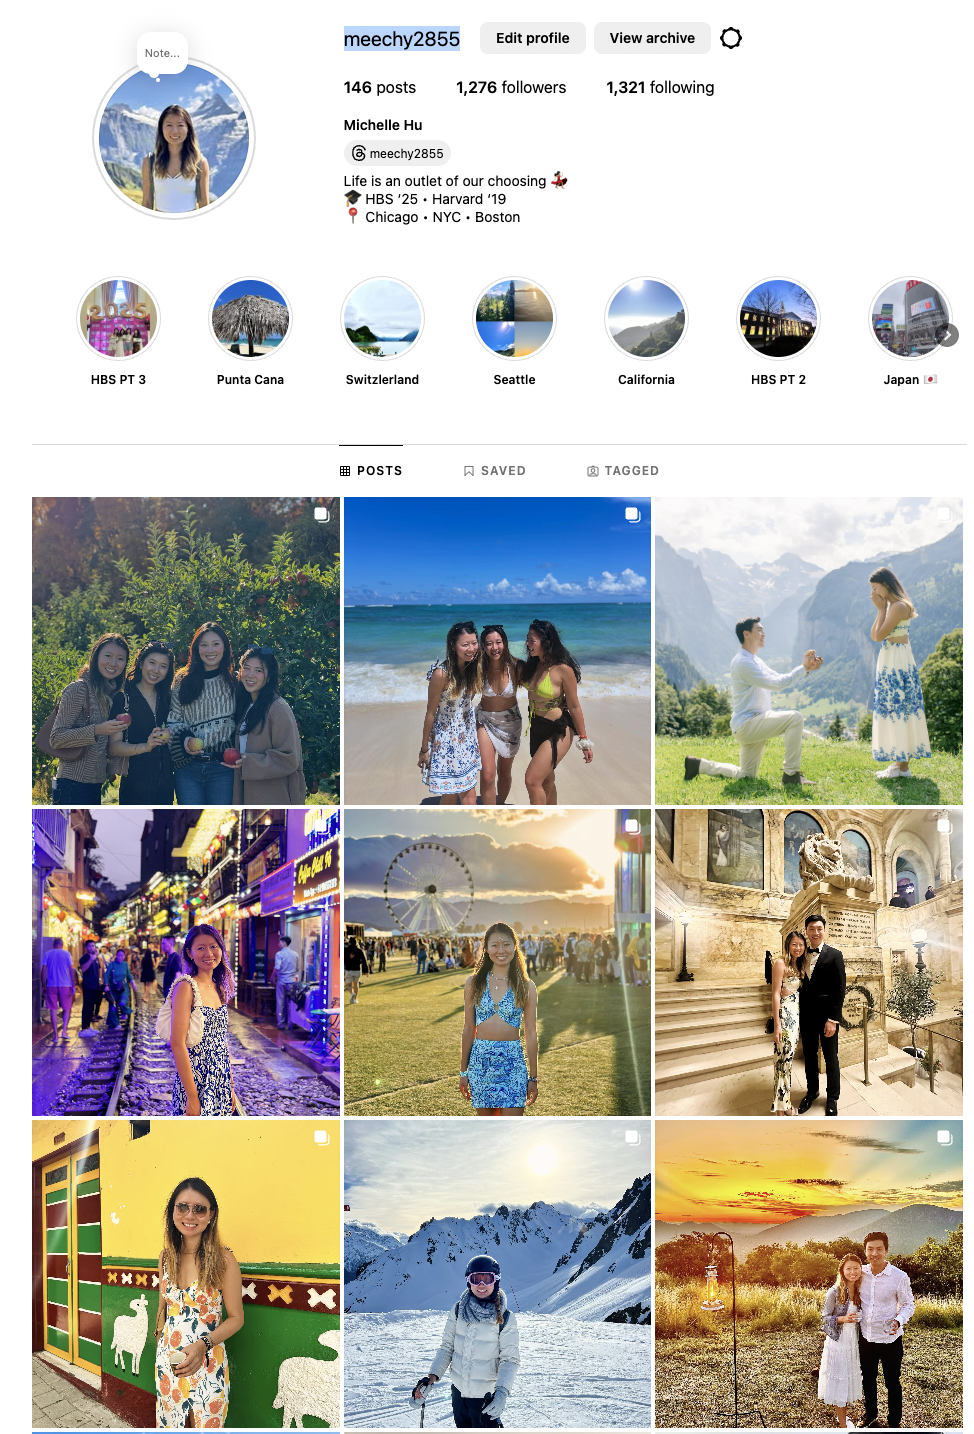 Note...
meechy2855
Edit profile
View archive
146 posts
1,276 followers
1,321 following
Michelle Hu
meechy2855
Life is an outlet of our choosing 💃
🎓 HBS ‘25 • Harvard ‘19
📍 Chicago • NYC • Boston
2025
HBS PT 3
Punta Cana
Switzlerland
Seattle
California
HBS PT 2
Japan 🇯🇵
POSTS
SAVED
TAGGED